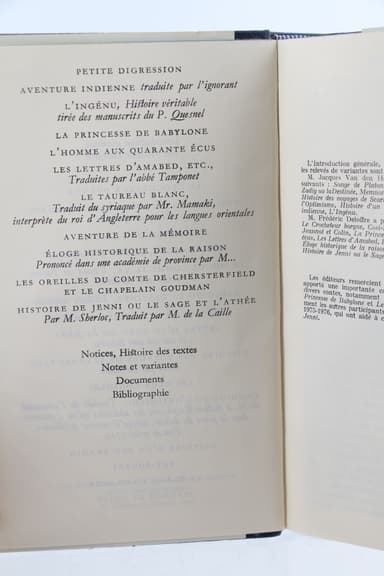 PETITE DIGRESSION
AVENTURE INDIENNE traduite par l'ignorant
L'INGÉNU, Histoire véritable
tirée des manuscrits du P. Quesnel
LA PRINCESSE DE BABYLONE
L'HOMME AUX QUARANTE ÉCUS
LES LETTRES D'AMABED, ETC.,
Traduites par l'abbé Tamponet
LE TAUREAU BLANC,
Traduit du syriaque par Mr. Mamaki,
interprète du roi d'Angleterre pour les langues orientales
AVENTURE DE LA MÉMOIRE
ÉLOGE HISTORIQUE DE LA RAISON
Prononcé dans une académie de province par M...
LES OREILLES DU COMTE DE CHERSTERFIELD
ET LE CHAPELAIN GOUDMAN
HISTOIRE DE JENNI OU LE SAGE ET L'ATHÉE
Par M. Sherloc, Traduit par M. de la Caille
Notices, Histoire des textes
Notes et variantes
Documents
Bibliographie
L'introduction générale,
les relevés de variantes non
M. Jacques Van den H
suivants : Songe de Platon
Zadig ou la Destinée, Memnon
Histoire des voyages de Scar
l'Optimisme, Histoire d'un
indienne, L'Ingénu.
M. Frédéric Deloffre a p
Le Crocheteur borgne, Cosi-
Jeannot et Colin, La Prince
Les Lettres d'Amabed,
Éloge historique de la raison
Histoire de Jenni ou le Sage
Les éditeurs remercient
apports une importante co
divers contes, notamment
Princesse de Babylone et Le
ment les autres participants
1975-1976, qui ont aidé à c
Jenni.